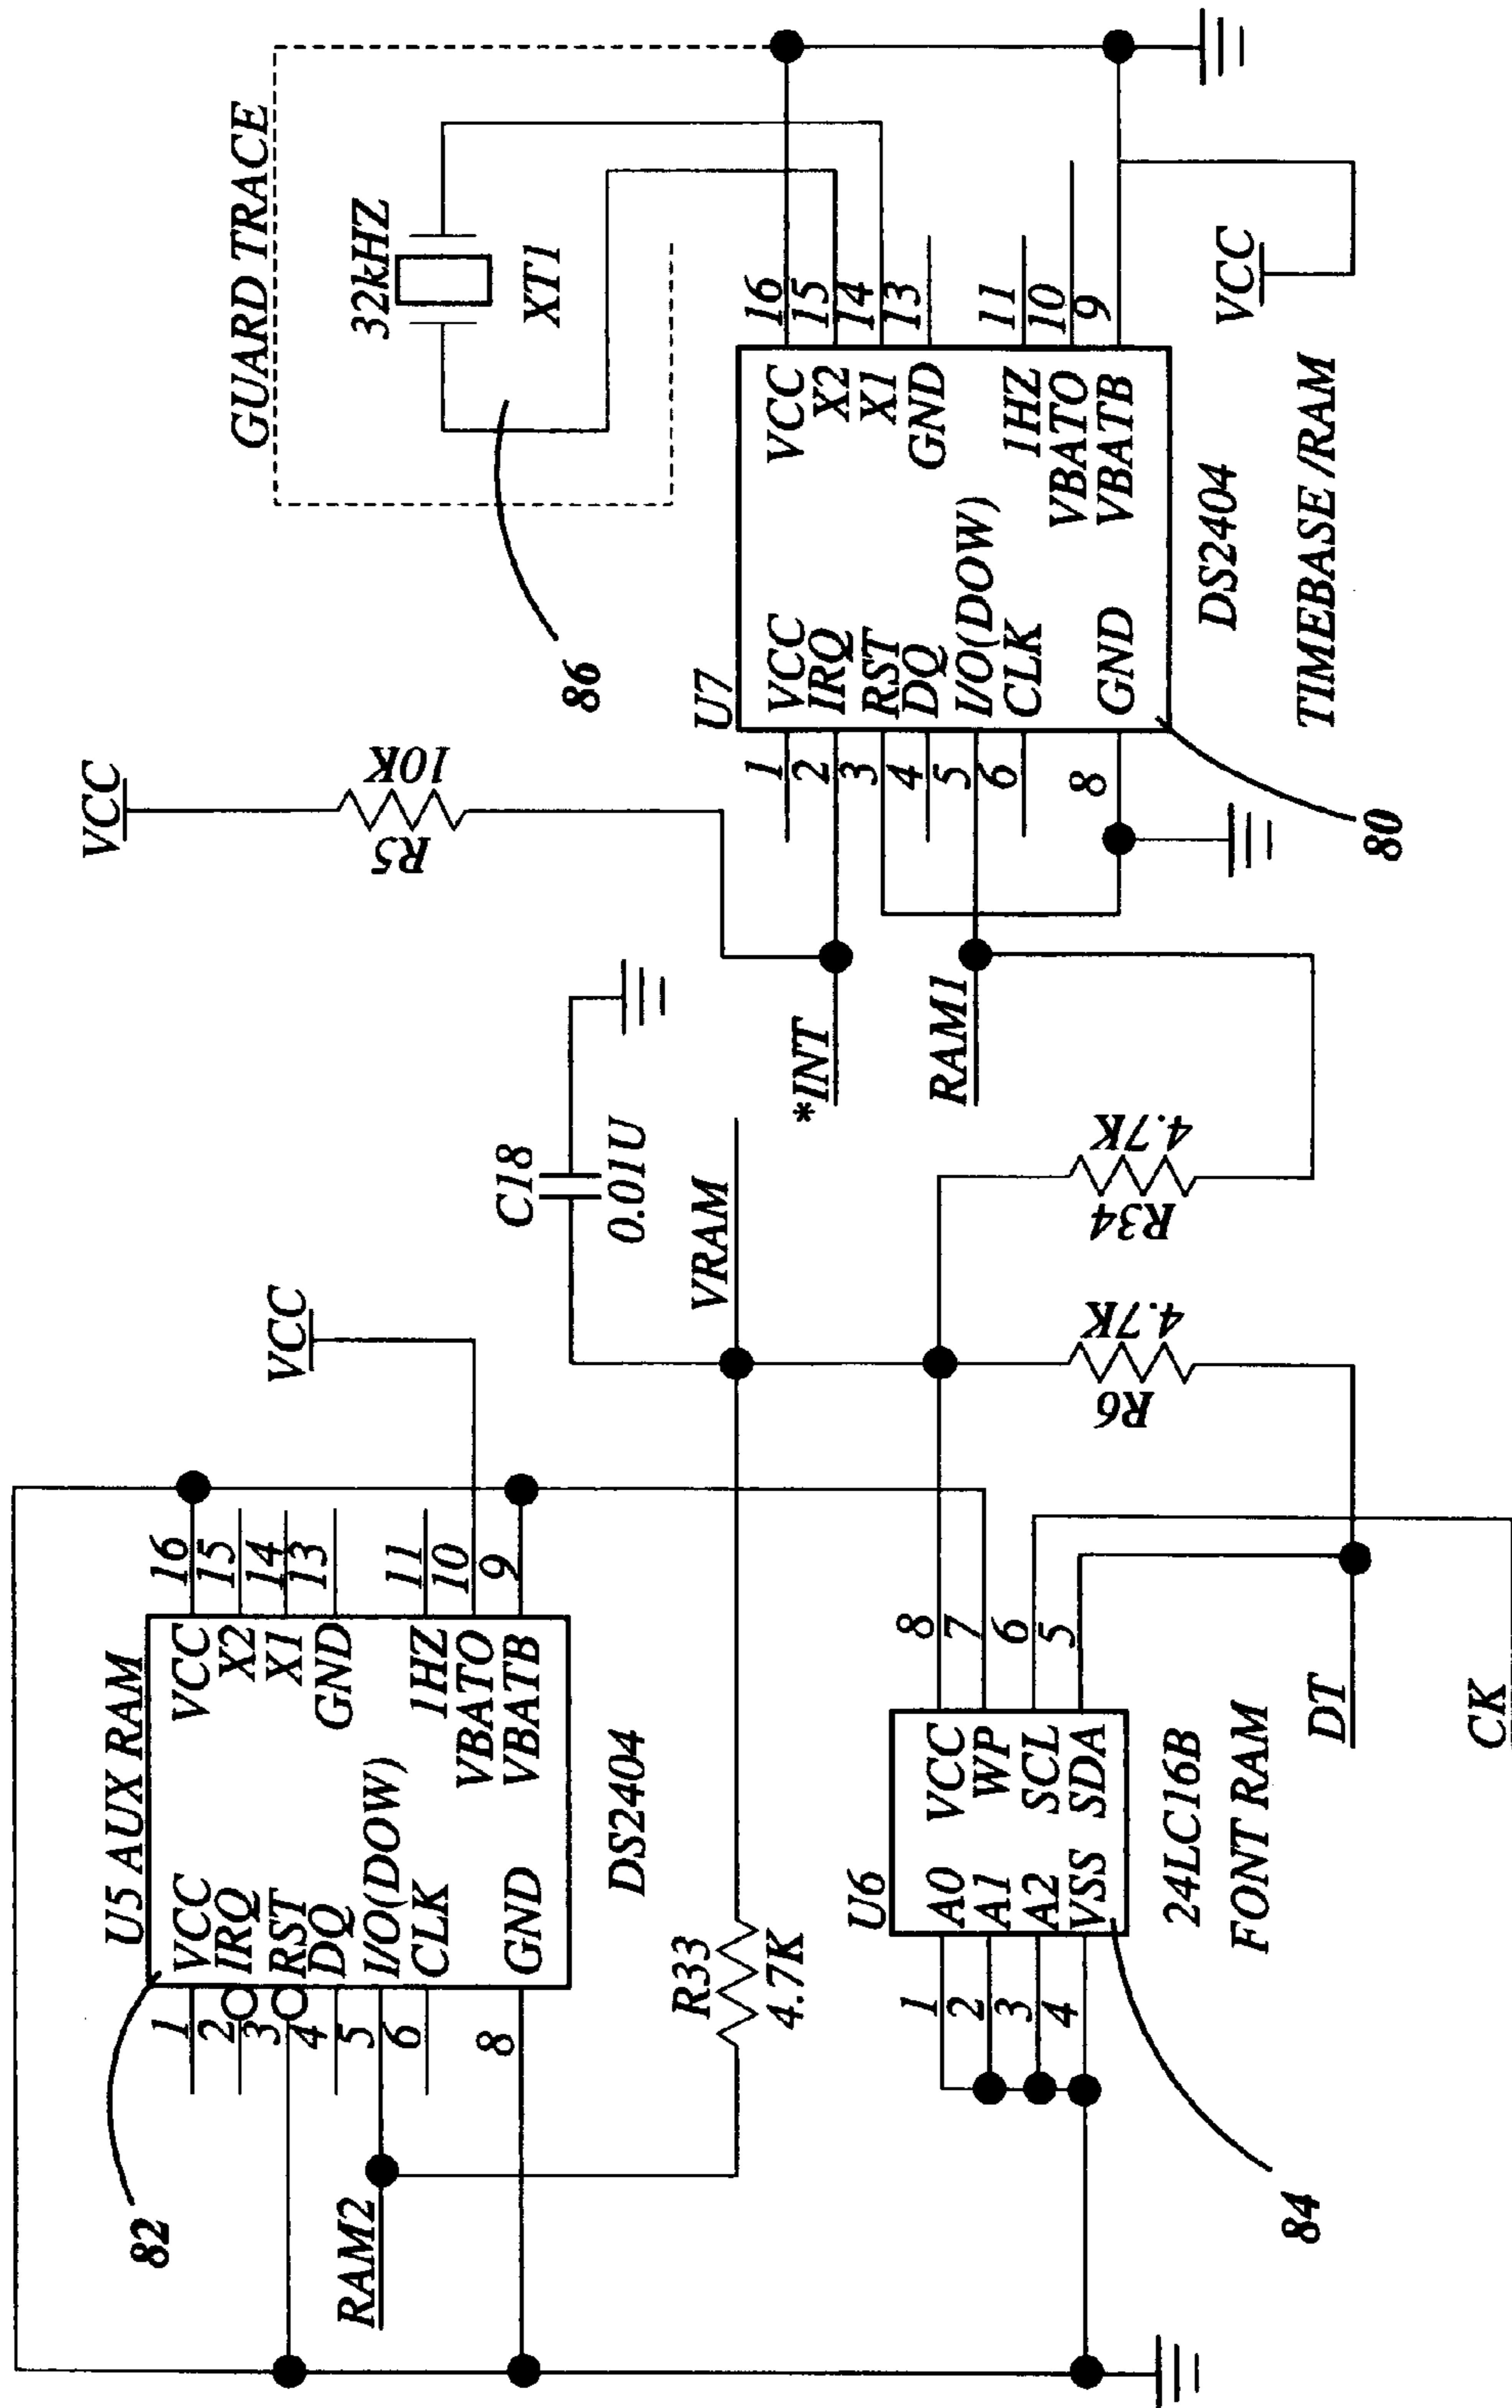 U5 AUX RAM
VCC
IRQ
RST
DQ
I/O(DOW)
CLK
GND
VCC
X2
X1
GND
1HZ
VBATO
VBATB
1
2
3
4
5
6
8
16
15
14
13
11
10
9
DS2404
82
RAM2
VCC
R33
4.7K
C18
0.01U
VRAM
U6
A0
A1
A2
VSS
VCC
WP
SCL
SDA
1
2
3
4
8
7
6
5
24LC16B
FONT RAM
84
DT
CK
R6
4.7K
R34
4.7K
VCC
R5
10K
*INT
RAM1
GUARD TRACE
32kHZ
XT1
86
U7
VCC
IRQ
RST
DQ
I/O(DOW)
CLK
GND
VCC
X2
X1
GND
1HZ
VBATO
VBATB
1
2
3
4
5
6
8
16
15
14
13
11
10
9
DS2404
TIMEBASE /RAM
80
VCC